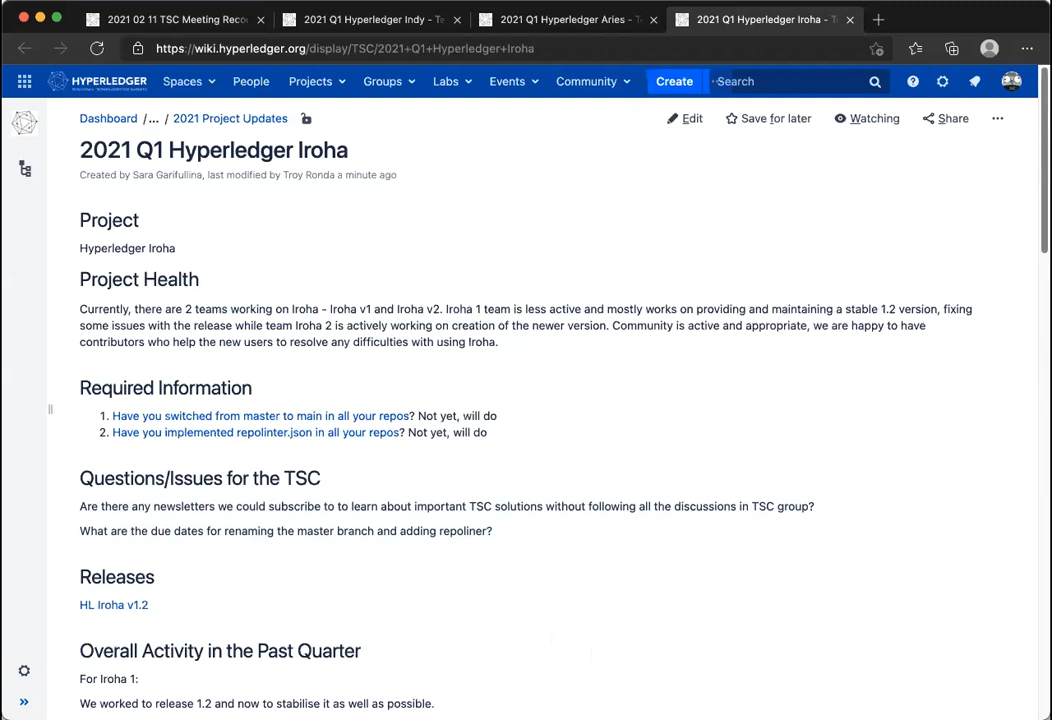 2021 02 11 TSC Meeting Reco
2021 Q1 Hyperledger Indy - Te
2021 Q1 Hyperledger Aries - T
2021 Q1 Hyperledger Iroha - T
https://wiki.hyperledger.org/display/TSC/2021+Q1+Hyperledger+Iroha
HYPERLEDGER
Spaces
People
Projects
Groups
Labs
Events
Community
Create
Search
Dashboard /... / 2021 Project Updates
Edit
Save for later
Watching
Share
2021 Q1 Hyperledger Iroha
Created by Sara Garifullina, last modified by Troy Ronda a minute ago
Project
Hyperledger Iroha
Project Health
Currently, there are 2 teams working on Iroha - Iroha v1 and Iroha v2. Iroha 1 team is less active and mostly works on providing and maintaining a stable 1.2 version, fixing
some issues with the release while team Iroha 2 is actively working on creation of the newer version. Community is active and appropriate, we are happy to have
contributors who help the new users to resolve any difficulties with using Iroha.
Required Information
1. Have you switched from master to main in all your repos? Not yet, will do
2. Have you implemented repolinter.json in all your repos? Not yet, will do
Questions/Issues for the TSC
Are there any newsletters we could subscribe to to learn about important TSC solutions without following all the discussions in TSC group?
What are the due dates for renaming the master branch and adding repoliner?
Releases
HL Iroha v1.2
Overall Activity in the Past Quarter
For Iroha 1:
We worked to release 1.2 and now to stabilise it as well as possible.